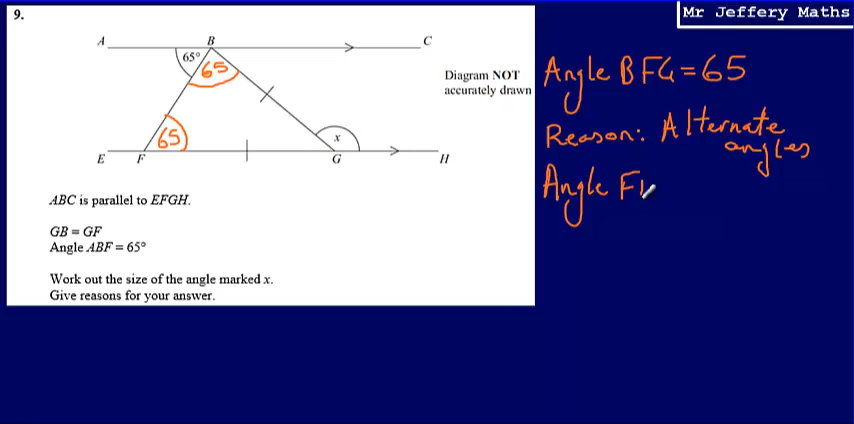 Mr Jeffery Maths
9.
A B C
65° 65
Diagram NOT
accurately drawn
65 x
E F G H
ABC is parallel to EFGH.
GB = GF
Angle ABF = 65°
Work out the size of the angle marked x.
Give reasons for your answer.
Angle BFG = 65
Reason: Alternate
angles
Angle F